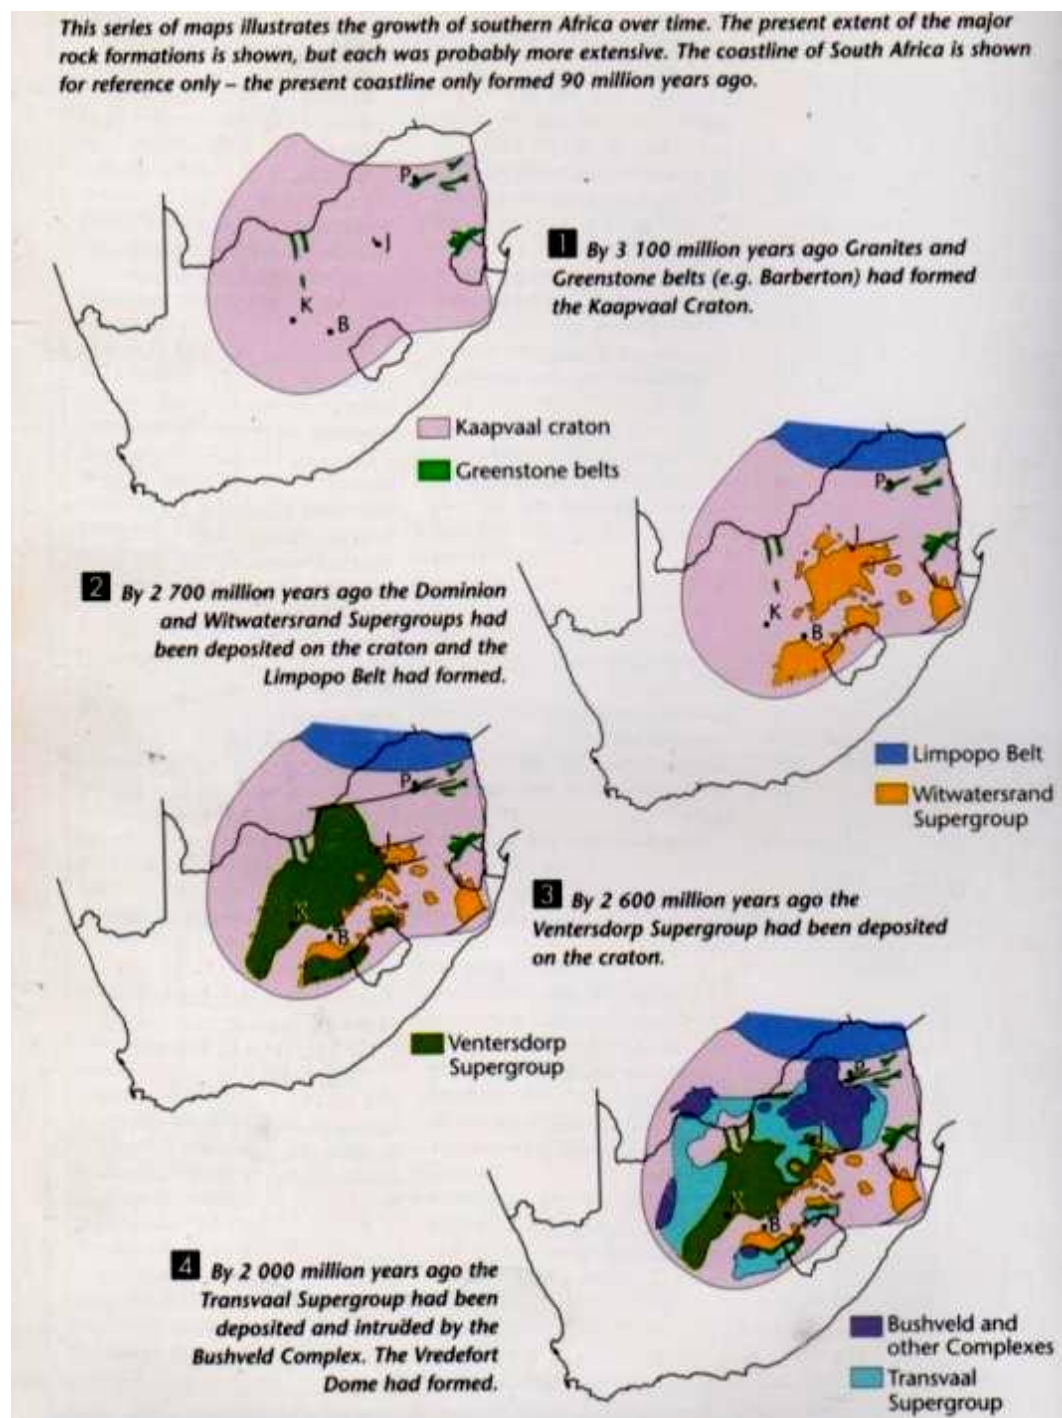 This series of maps illustrates the growth of southern Africa over time. The present extent of the major
rock formations is shown, but each was probably more extensive. The coastline of South Africa is shown
for reference only – the present coastline only formed 90 million years ago.
P
J
K
B
1 By 3 100 million years ago Granites and
Greenstone belts (e.g. Barberton) had formed
the Kaapvaal Craton.
Kaapvaal craton
Greenstone belts
P
J
K
B
2 By 2 700 million years ago the Dominion
and Witwatersrand Supergroups had
been deposited on the craton and the
Limpopo Belt had formed.
Limpopo Belt
Witwatersrand
Supergroup
P
J
K
B
3 By 2 600 million years ago the
Ventersdorp Supergroup had been deposited
on the craton.
Ventersdorp
Supergroup
P
J
K
B
4 By 2 000 million years ago the
Transvaal Supergroup had been
deposited and intruded by the
Bushveld Complex. The Vredefort
Dome had formed.
Bushveld and
other Complexes
Transvaal
Supergroup